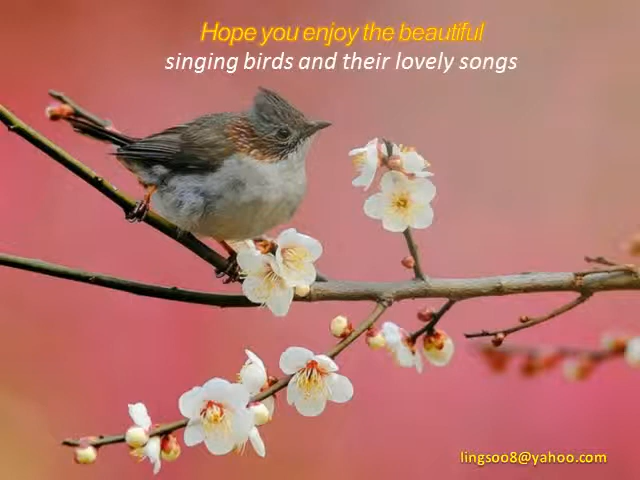 Hope you enjoy the beautiful
singing birds and their lovely songs
lingsoo8@yahoo.com